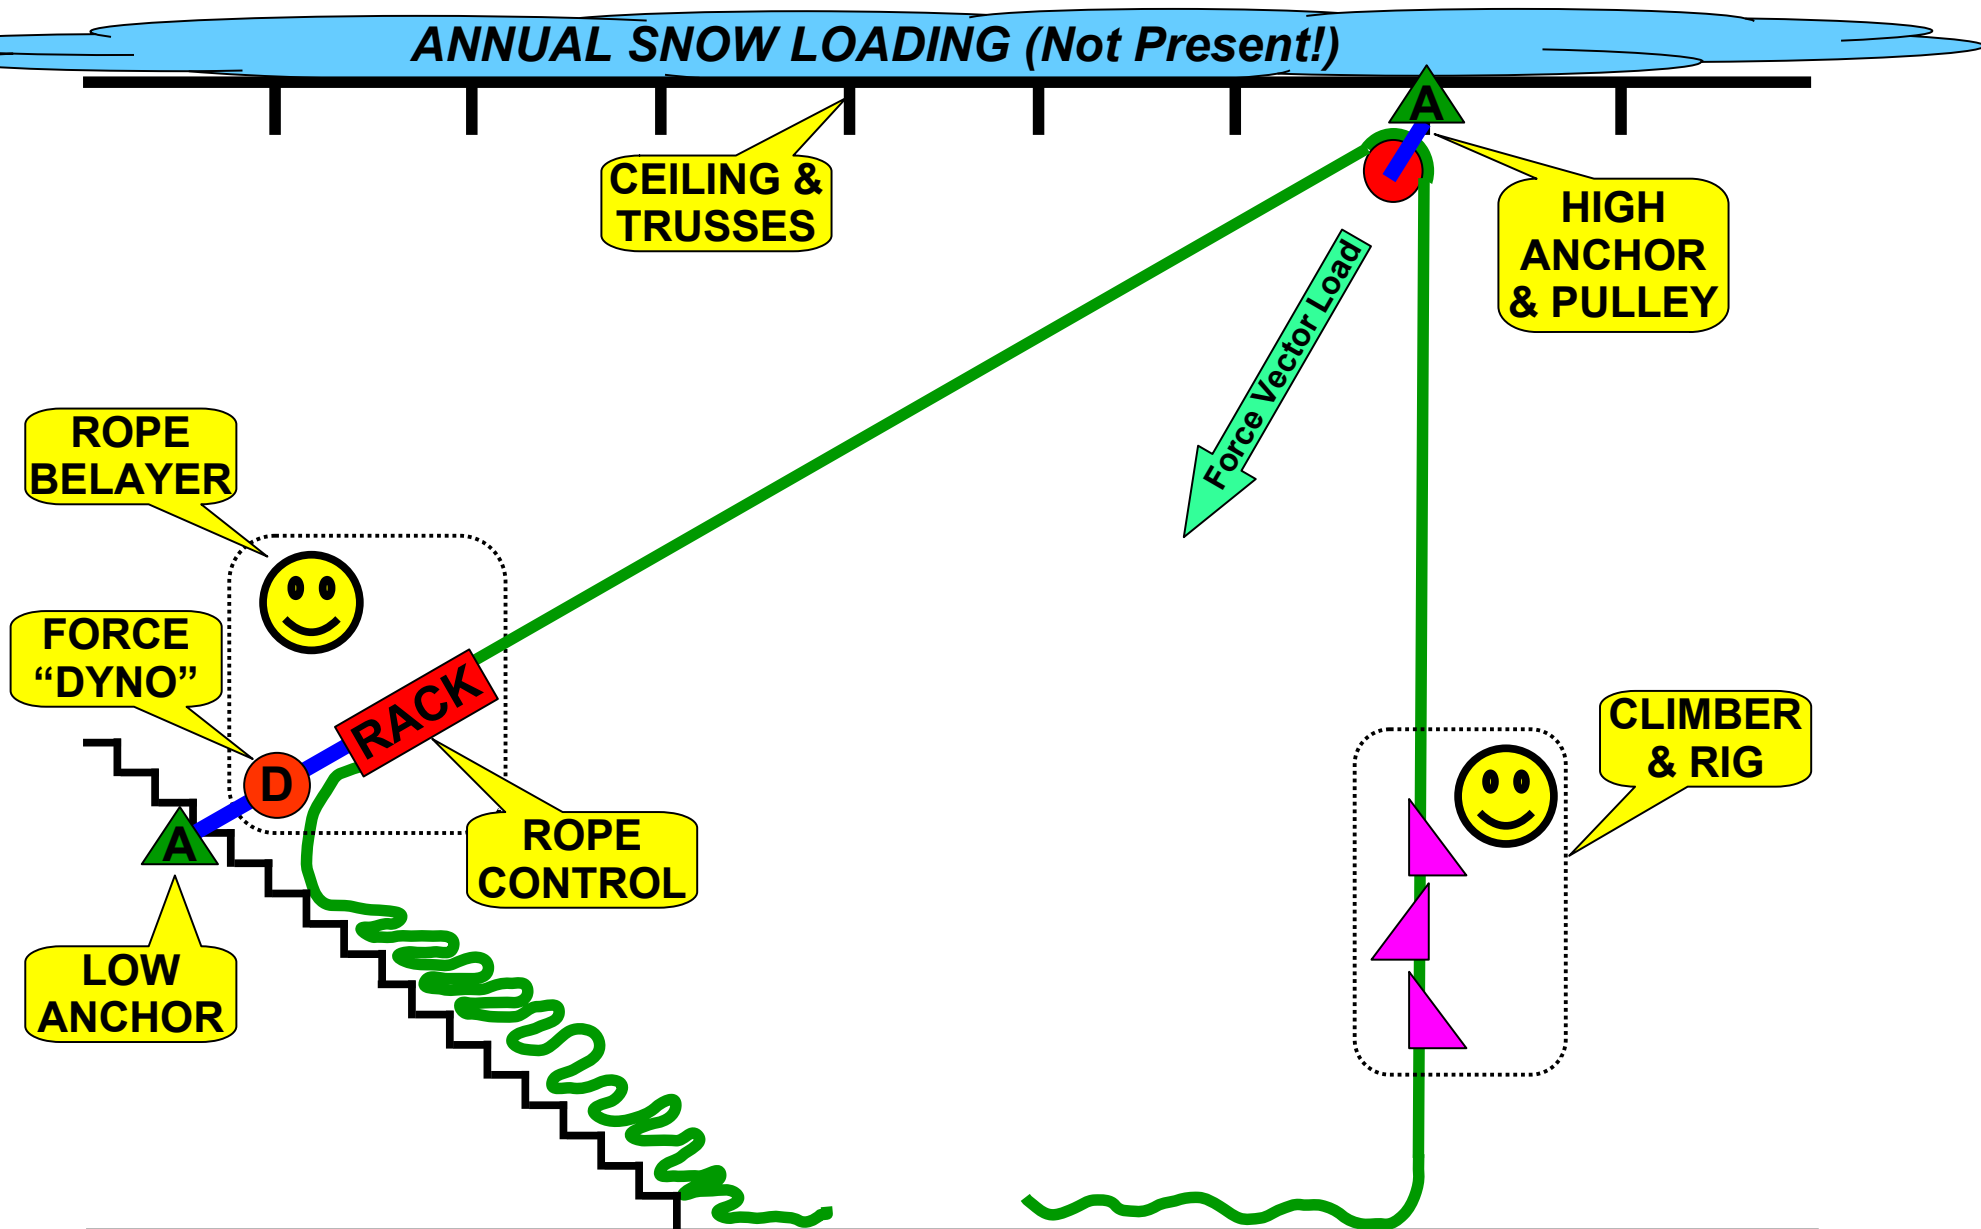 ANNUAL SNOW LOADING (Not Present!)
A
CEILING &
TRUSSES
HIGH
ANCHOR
& PULLEY
Force Vector Load
ROPE
BELAYER
FORCE
“DYNO”
RACK
D
A
CLIMBER
& RIG
ROPE
CONTROL
LOW
ANCHOR